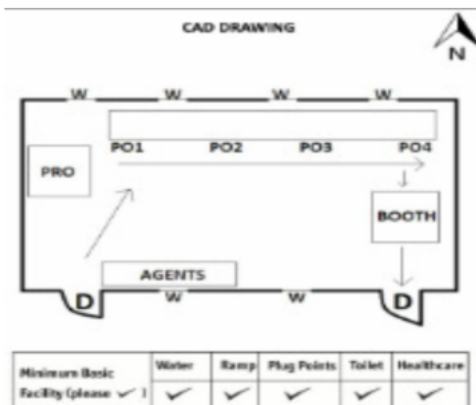 CAD DRAWING
N
W W W W
PO1 PO2 PO3 PO4
PRO
BOOTH
AGENTS
D W W D
Minimum Basic Facility (please ✓ ) Water Ramp Plug Points Toilet Healthcare
✓ ✓ ✓ ✓ ✓